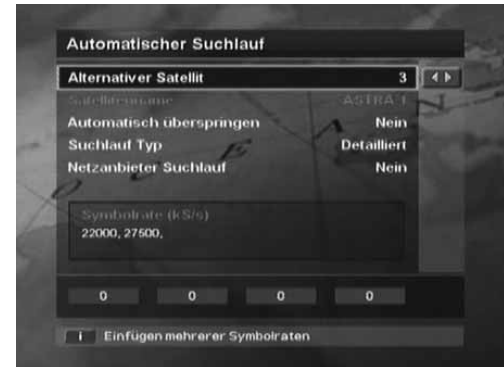 Automatischer Suchlauf
Alternativer Satellit 3
Satellitenname ASTRA 1
Automatisch überspringen Nein
Suchlauf Typ Detailliert
Netzanbieter Suchlauf Nein
Symbolrate (kS/s)
22000, 27500,
0 0 0 0
i Einfügen mehrerer Symbolraten